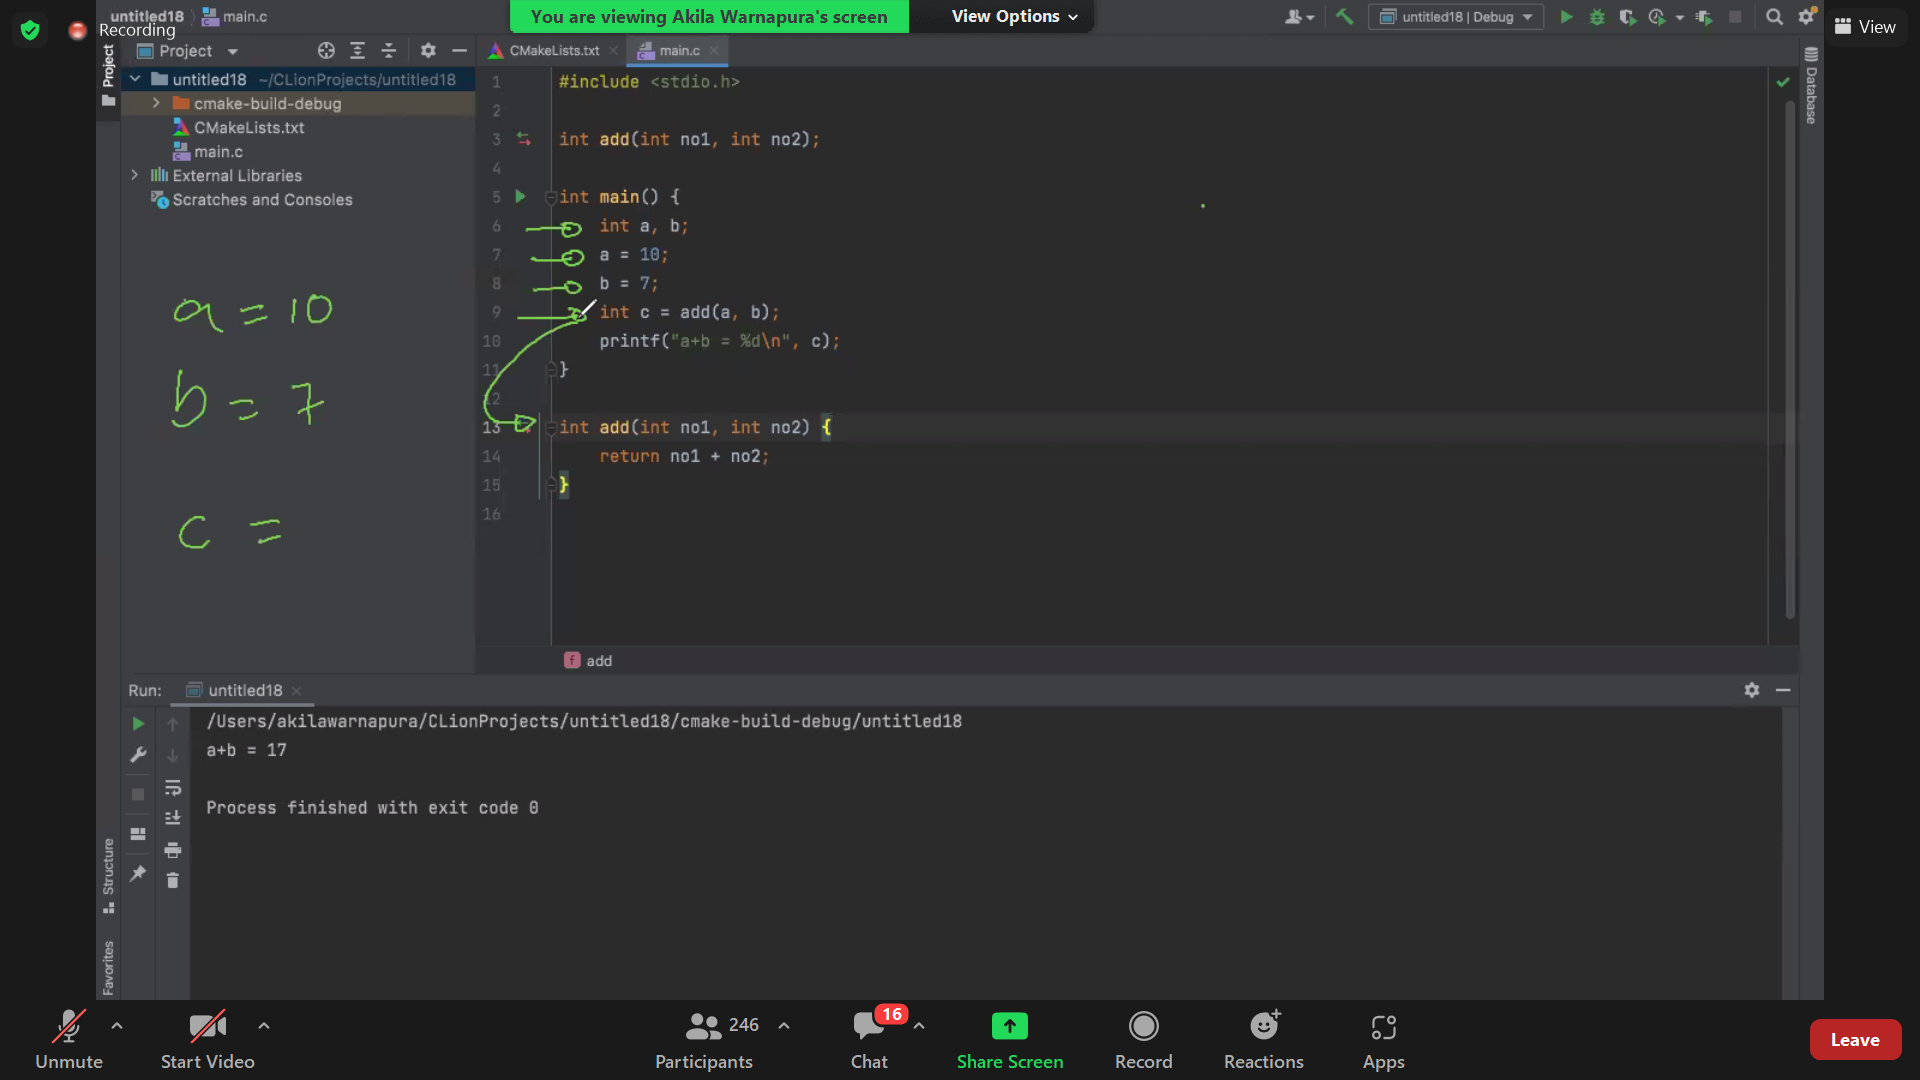 untitled18 main.c
Recording
You are viewing Akila Warnapura's screen View Options
untitled18 | Debug
View
Project
CMakeLists.txt main.c
Project
untitled18 ~/CLionProjects/untitled18
cmake-build-debug
CMakeLists.txt
main.c
External Libraries
Scratches and Consoles
Database
1 #include <stdio.h>
2
3 int add(int no1, int no2);
4
5 int main() {
6 int a, b;
7 a = 10;
8 b = 7;
9 int c = add(a, b);
10 printf("a+b = %d\n", c);
11 }
12
13 int add(int no1, int no2) {
14 return no1 + no2;
15 }
16
a = 10
b = 7
c =
f add
Run: untitled18
/Users/akilawarnapura/CLionProjects/untitled18/cmake-build-debug/untitled18
a+b = 17
Process finished with exit code 0
Structure
Favorites
246
16
Unmute
Start Video
Participants
Chat
Share Screen
Record
Reactions
Apps
Leave